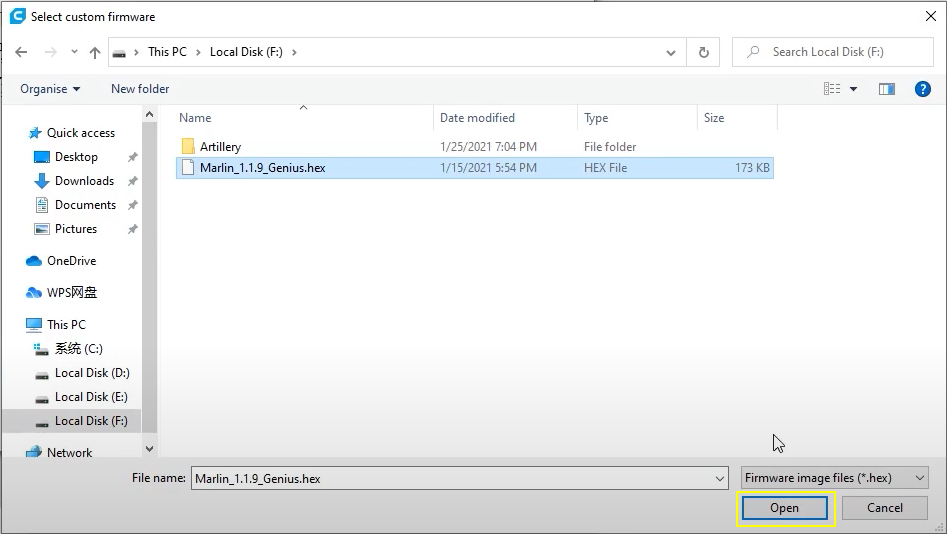 Select custom firmware
This PC > Local Disk (F:) >
Search Local Disk (F:)
Organise
New folder
Name
Date modified
Type
Size
Artillery
1/25/2021 7:04 PM
File folder
Marlin_1.1.9_Genius.hex
1/15/2021 5:54 PM
HEX File
173 KB
Quick access
Desktop
Downloads
Documents
Pictures
OneDrive
WPS网盘
This PC
系统 (C:)
Local Disk (D:)
Local Disk (E:)
Local Disk (F:)
Network
File name:
Marlin_1.1.9_Genius.hex
Firmware image files (*.hex)
Open
Cancel